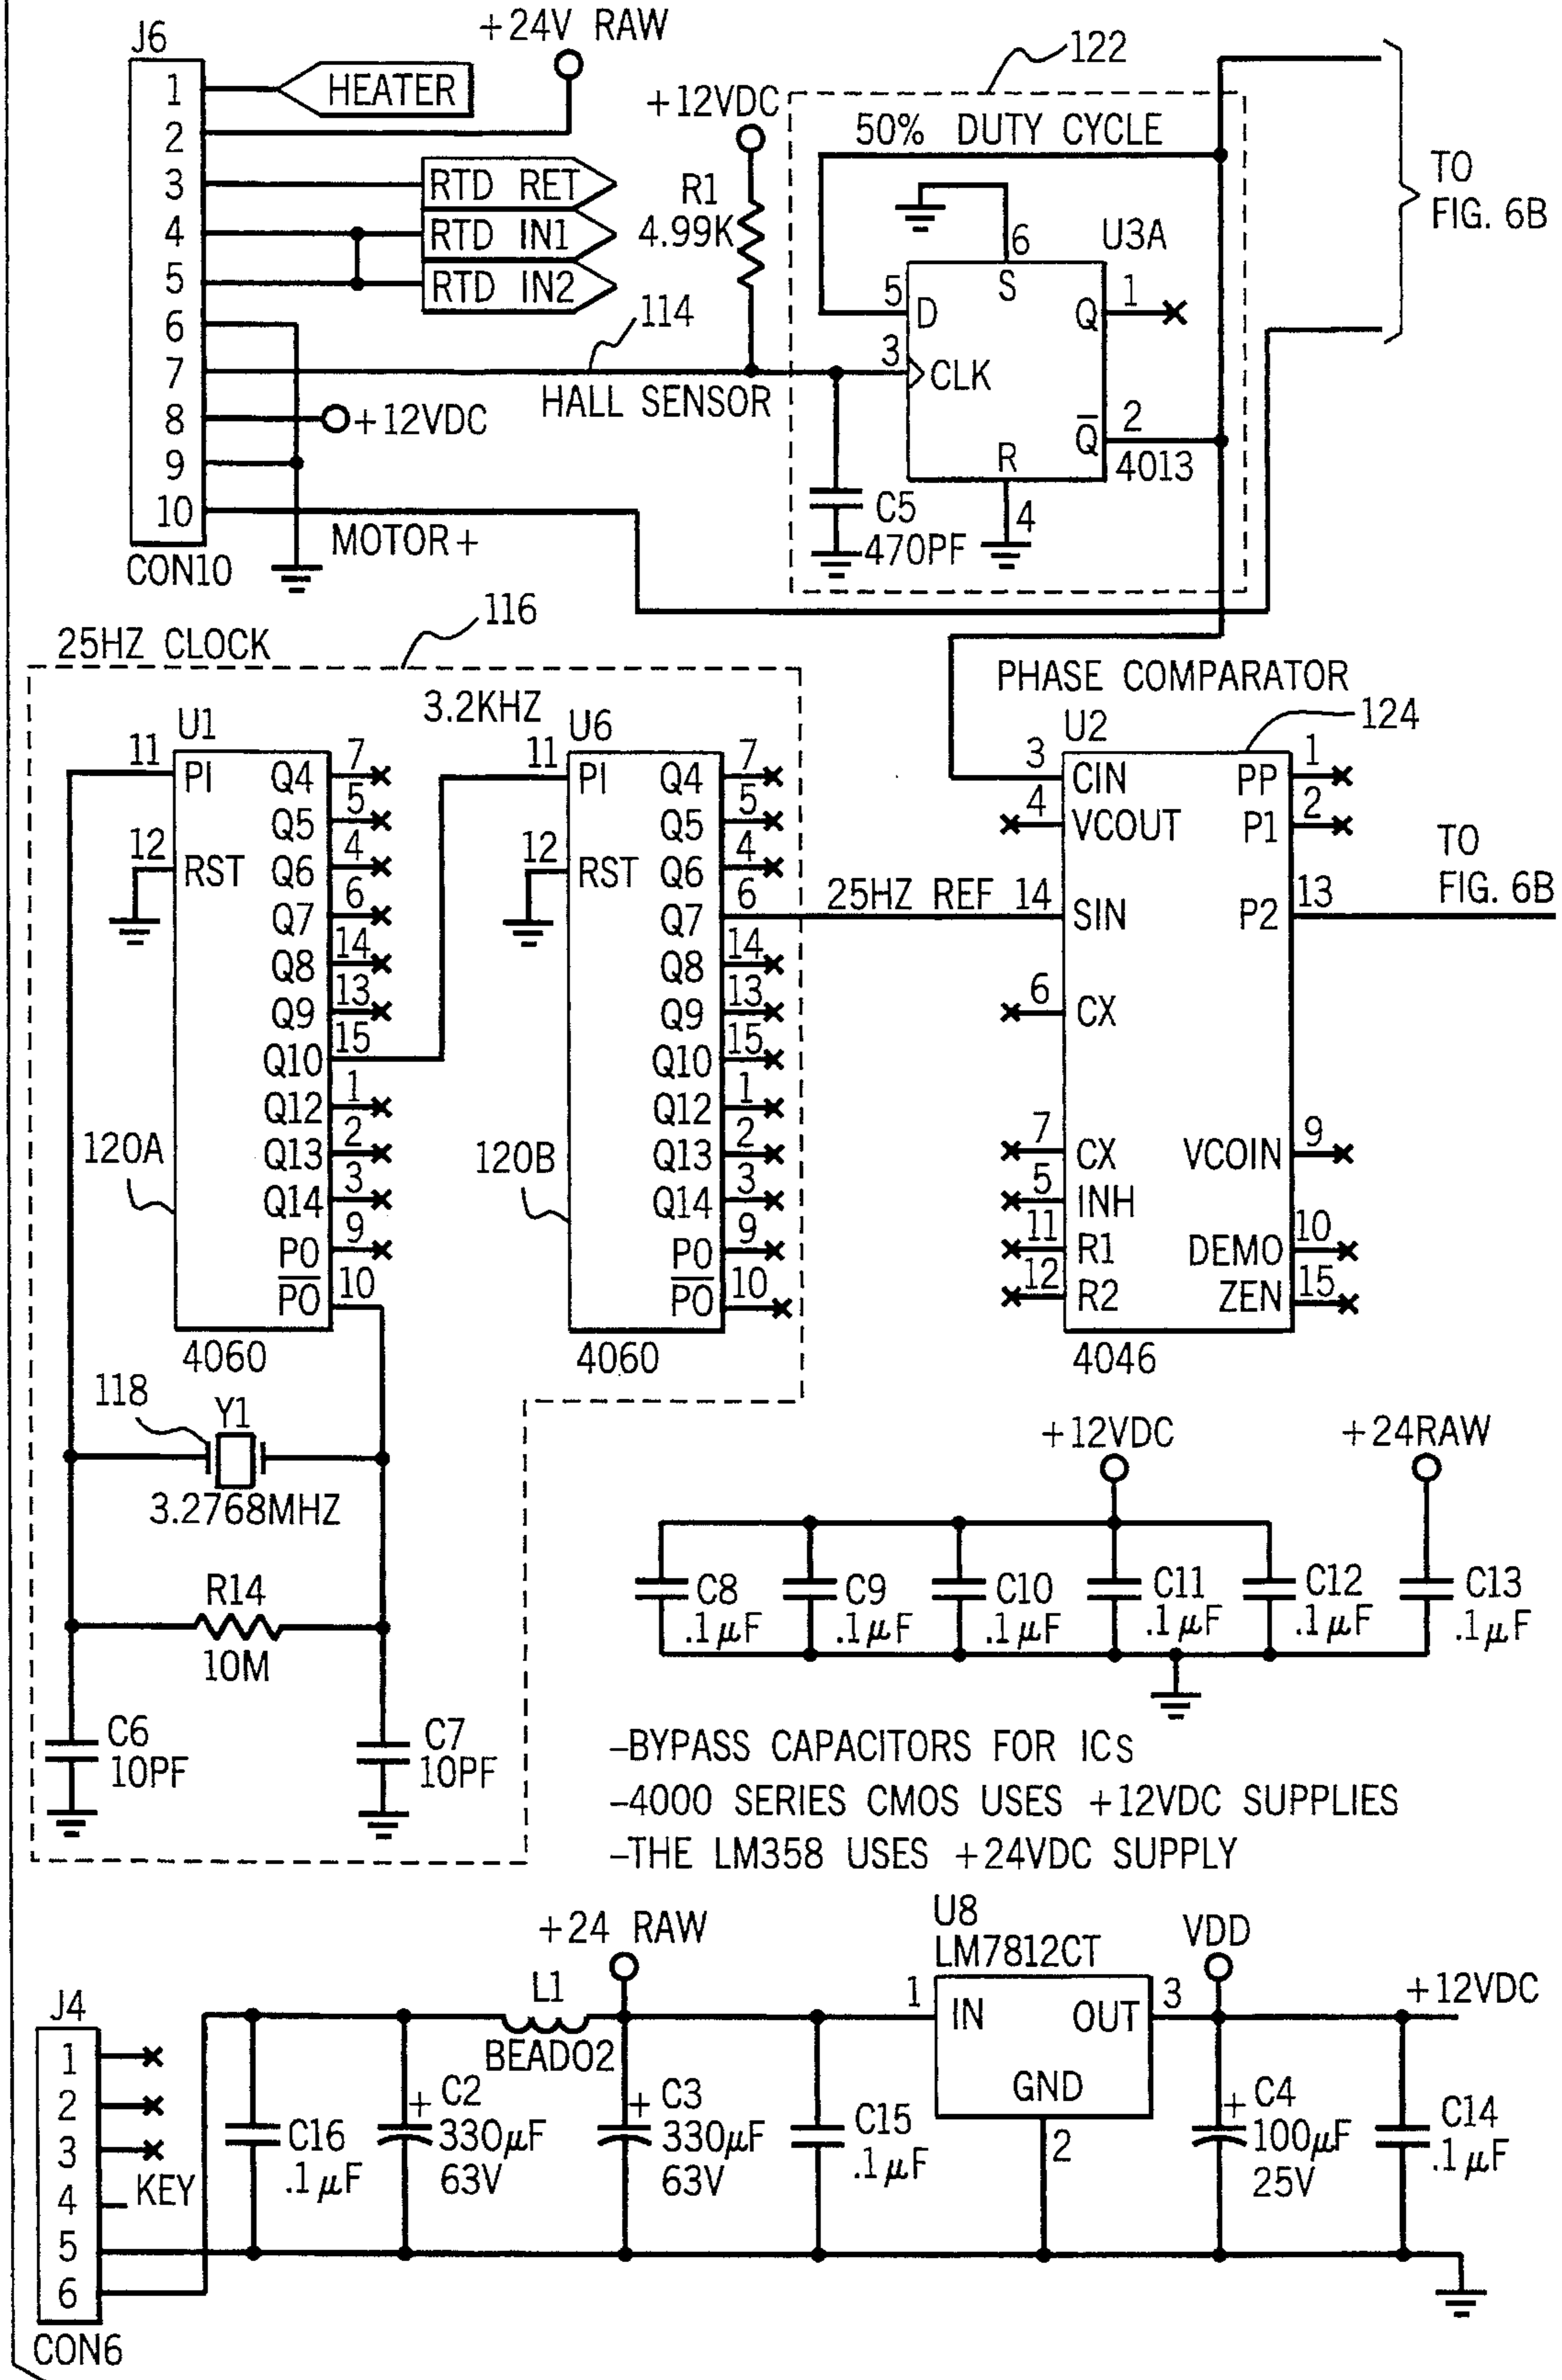 J6
+24V RAW
1
HEATER
2
3
RTD RET
4
RTD IN1
5
RTD IN2
6
7
8
+12VDC
9
10
MOTOR+
CON10
114
HALL SENSOR
+12VDC
R1
4.99K
122
50% DUTY CYCLE
6
U3A
S
5
D
Q
1
3
CLK
Q̅
2
R
4013
4
C5
470PF
TO
FIG. 6B
25HZ CLOCK
116
3.2KHZ
U1
11
PI
12
RST
Q4
7
Q5
5
Q6
4
Q7
6
Q8
14
Q9
13
Q10
15
Q12
1
Q13
2
Q14
3
PO
9
P̅O̅
10
120A
4060
U6
11
PI
12
RST
Q4
7
Q5
5
Q6
4
Q7
6
Q8
14
Q9
13
Q10
15
Q12
1
Q13
2
Q14
3
PO
9
P̅O̅
10
120B
4060
25HZ REF
PHASE COMPARATOR
U2
124
3
CIN
PP
1
4
VCOUT
P1
2
14
SIN
P2
13
TO
FIG. 6B
6
CX
7
CX
VCOIN
9
5
INH
11
R1
DEMO
10
12
R2
ZEN
15
4046
118
Y1
3.2768MHZ
R14
10M
C6
10PF
C7
10PF
+12VDC
+24RAW
C8
.1µF
C9
.1µF
C10
.1µF
C11
.1µF
C12
.1µF
C13
.1µF
-BYPASS CAPACITORS FOR ICs
-4000 SERIES CMOS USES +12VDC SUPPLIES
-THE LM358 USES +24VDC SUPPLY
J4
1
2
3
KEY
4
5
6
CON6
C16
.1µF
+ C2
330µF
63V
L1
BEADO2
+24 RAW
+ C3
330µF
63V
C15
.1µF
U8
LM7812CT
1
IN
OUT
3
GND
2
VDD
+12VDC
+ C4
100µF
25V
C14
.1µF